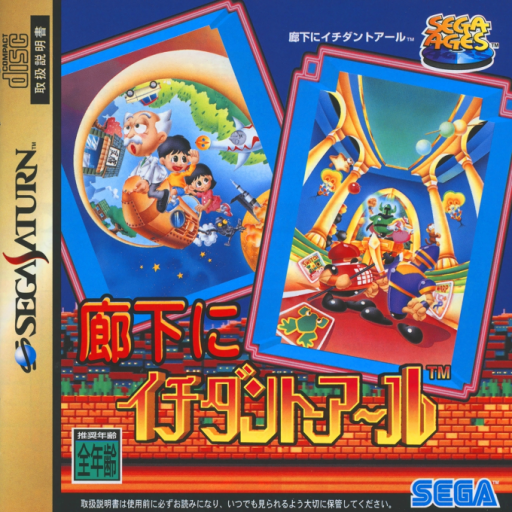 COMPACT
disc
取扱説明書
SEGA SATURN™
廊下にイチダントアール™
SEGA
AGES™
廊下に
イチダントアール™
推奨年齢
全年齢
取扱説明書は使用前に必ずお読みになり、いつでも見られるよう大切に保管してください。
SEGA